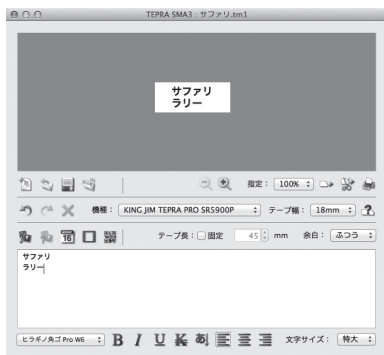 TEPRA SMA3：サファリ.tm1
サファリ
ラリー
指定： 100%
機種： KING JIM TEPRA PRO SR5900P テープ幅： 18mm ?
16 テープ長： 固定 45 mm 余白： ふつう
サファリ
ラリー
ヒラギノ角ゴ Pro W6 B I U K あ 文字サイズ： 特大